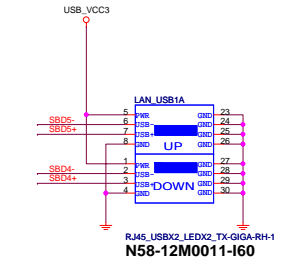 USB_VCC3
LAN_USB1A
5 PWR GND 23
SBD5- 6 USB- GND 24
SBD5+ 7 USB+ GND 25
8 GND GND 26
UP
1 PWR GND 27
SBD4- 2 USB- GND 28
SBD4+ 3 USB+ GND 29
4 GND GND 30
DOWN
RJ45_USBX2_LEDX2_TX-GIGA-RH-1
N58-12M0011-I60